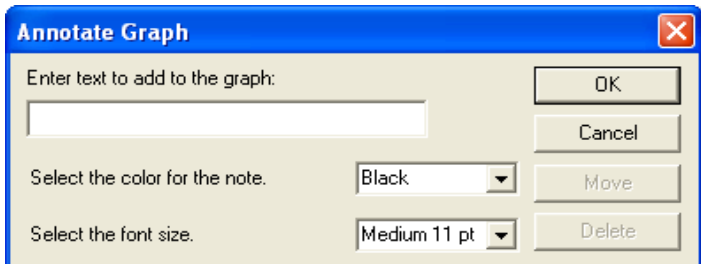 Annotate Graph
Enter text to add to the graph:
OK
Cancel
Select the color for the note.
Black
Move
Select the font size.
Medium 11 pt
Delete